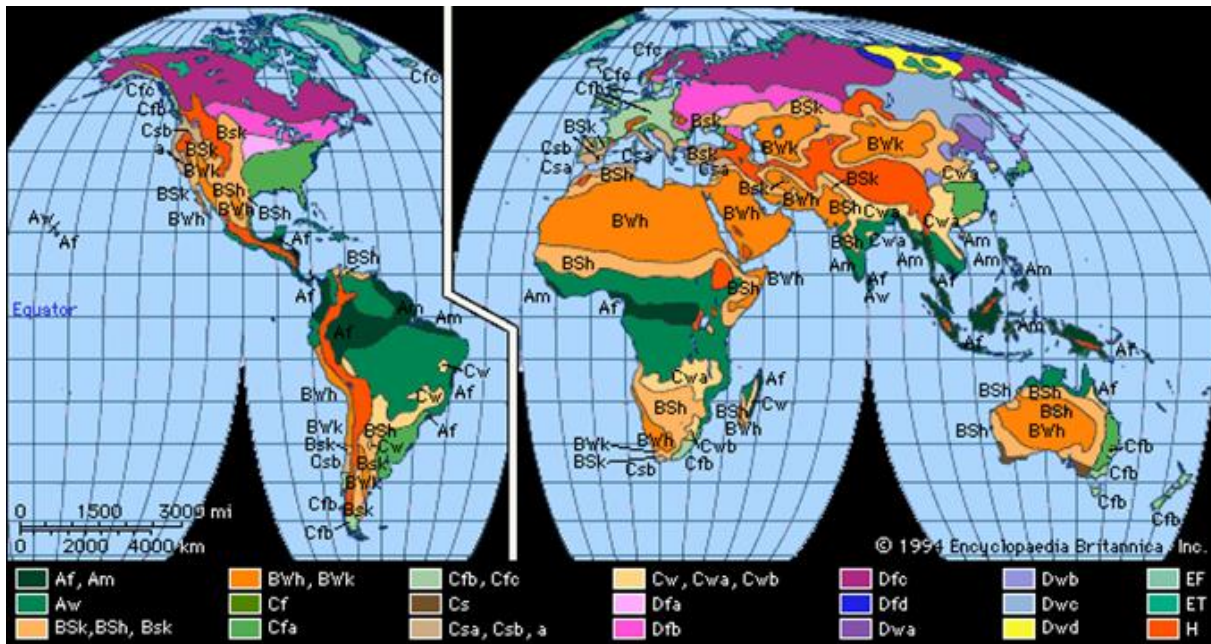 Cfc
Cfb
Csb
a
BSk
Bsk
BSk
BWk
BSh
BWh
BWh
BSh
Cfc
Aw
Af
Af
BSh
Equator
Af
Am
Am
Af
Cw
Cw
Af
BWh
Af
BWk
BSh
Bsk
Cw
Csb
Bsk
BWk
Cfb
Bsk
Cfb
0 1500 3000 mi
0 2000 4000 km
Cfc
Cfc
Cfb
BSk
Csb
Csa
Csa
BSh
Bsk
Csa
BSk
BWk
BWk
Bsk
BSk
BWh
BWh
BWh
BSh
Cwa
Cwa
Cwa
Cwa
BSh
BSh
Am
Af
BSh
BWh
Am
Af
Aw
Am
Af
Am
Am
Am
Am
Af
Af
Cwa
BSh
Af
Cw
BSh
BWh
BWh
BWk
BSk
Csb
Cwb
Cfb
BSh
BSh
Af
BSh
BSh
BWh
Cfb
Cfb
Cfb
Cfb
© 1994 Encyclopaedia Britannica, Inc.
Af, Am
BWh, BWk
Cfb, Cfc
Cw, Cwa, Cwb
Dfc
Dwb
EF
Aw
Cf
Cs
Dfa
Dfd
Dwc
ET
BSk,BSh, Bsk
Cfa
Csa, Csb, a
Dfb
Dwa
Dwd
H